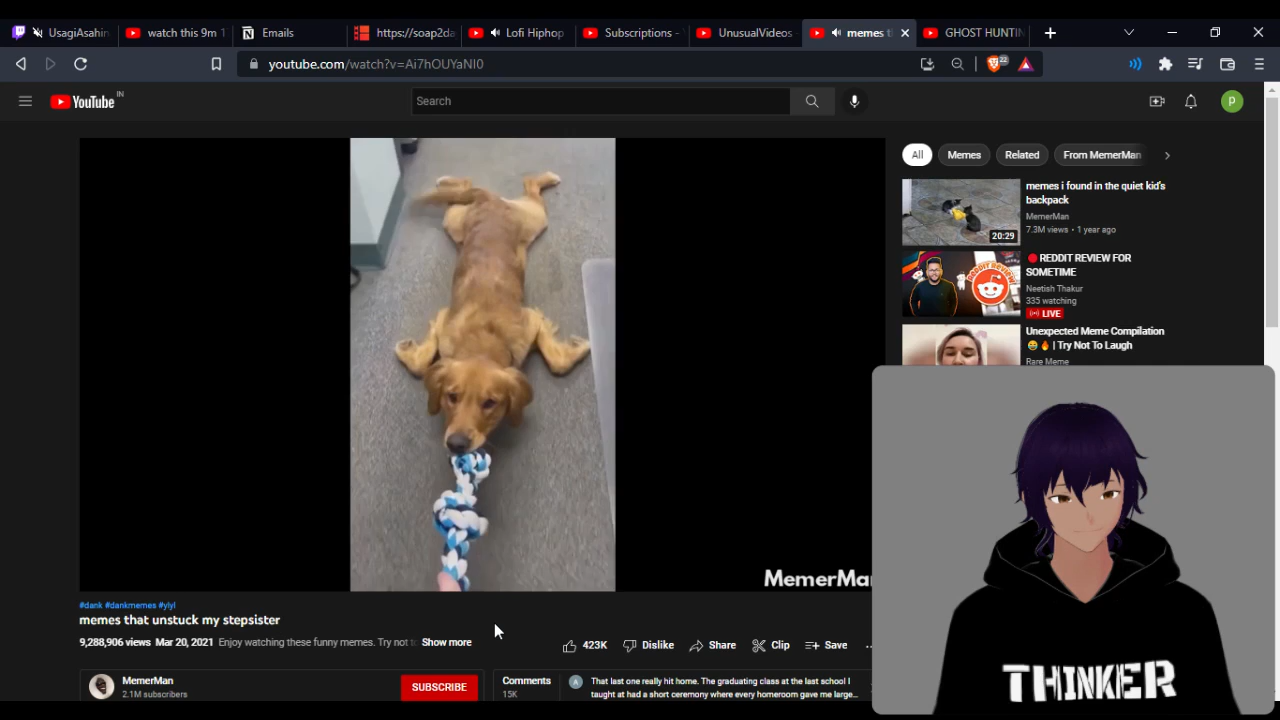 UsagiAsahin
watch this 9m 1
Emails
https://soap2da
Lofi Hiphop
Subscriptions -
UnusualVideos
memes t
GHOST HUNTIN
youtube.com/watch?v=Ai7hOUYaNI0
22
YouTube IN
Search
p
All
Memes
Related
From MemerMan
memes i found in the quiet kid's
backpack
MemerMan
7.3M views • 1 year ago
20:29
REDDIT REVIEW FOR
SOMETIME
Neetish Thakur
335 watching
LIVE
REDDIT REVIEW
Unexpected Meme Compilation
😂🔥 | Try Not To Laugh
Rare Meme
MemerMa
#dank #dankmemes #ylyl
memes that unstuck my stepsister
9,288,906 views Mar 20, 2021 Enjoy watching these funny memes. Try not to
Show more
423K
Dislike
Share
Clip
Save
MemerMan
2.1M subscribers
SUBSCRIBE
Comments
15K
A
That last one really hit home. The graduating class at the last school I
taught at had a short ceremony where every homeroom gave me large...
THINKER